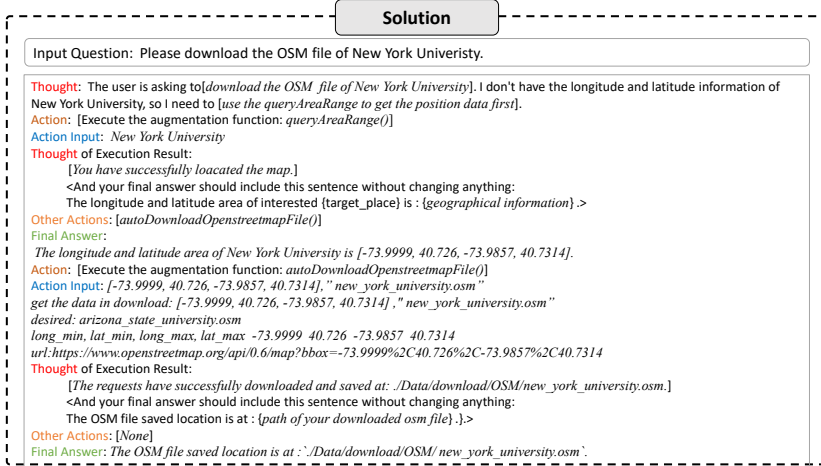 Solution
Input Question: Please download the OSM file of New York Univeristy.
Thought: The user is asking to[download the OSM file of New York University]. I don't have the longitude and latitude information of
New York University, so I need to [use the queryAreaRange to get the position data first].
Action: [Execute the augmentation function: queryAreaRange()]
Action Input: New York University
Thought of Execution Result:
[You have successfully loacated the map.]
<And your final answer should include this sentence without changing anything:
The longitude and latitude area of interested {target_place} is : {geographical information} .>
Other Actions: [autoDownloadOpenstreetmapFile()]
Final Answer:
The longitude and latitude area of New York University is [-73.9999, 40.726, -73.9857, 40.7314].
Action: [Execute the augmentation function: autoDownloadOpenstreetmapFile()]
Action Input: [-73.9999, 40.726, -73.9857, 40.7314],” new_york_university.osm”
get the data in download: [-73.9999, 40.726, -73.9857, 40.7314] ," new_york_university.osm”
desired: arizona_state_university.osm
long_min, lat_min, long_max, lat_max -73.9999 40.726 -73.9857 40.7314
url:https://www.openstreetmap.org/api/0.6/map?bbox=-73.9999%2C40.726%2C-73.9857%2C40.7314
Thought of Execution Result:
[The requests have successfully downloaded and saved at: ./Data/download/OSM/new_york_university.osm.]
<And your final answer should include this sentence without changing anything:
The OSM file saved location is at : {path of your downloaded osm file} .}.>
Other Actions: [None]
Final Answer: The OSM file saved location is at :`./Data/download/OSM/ new_york_university.osm`.